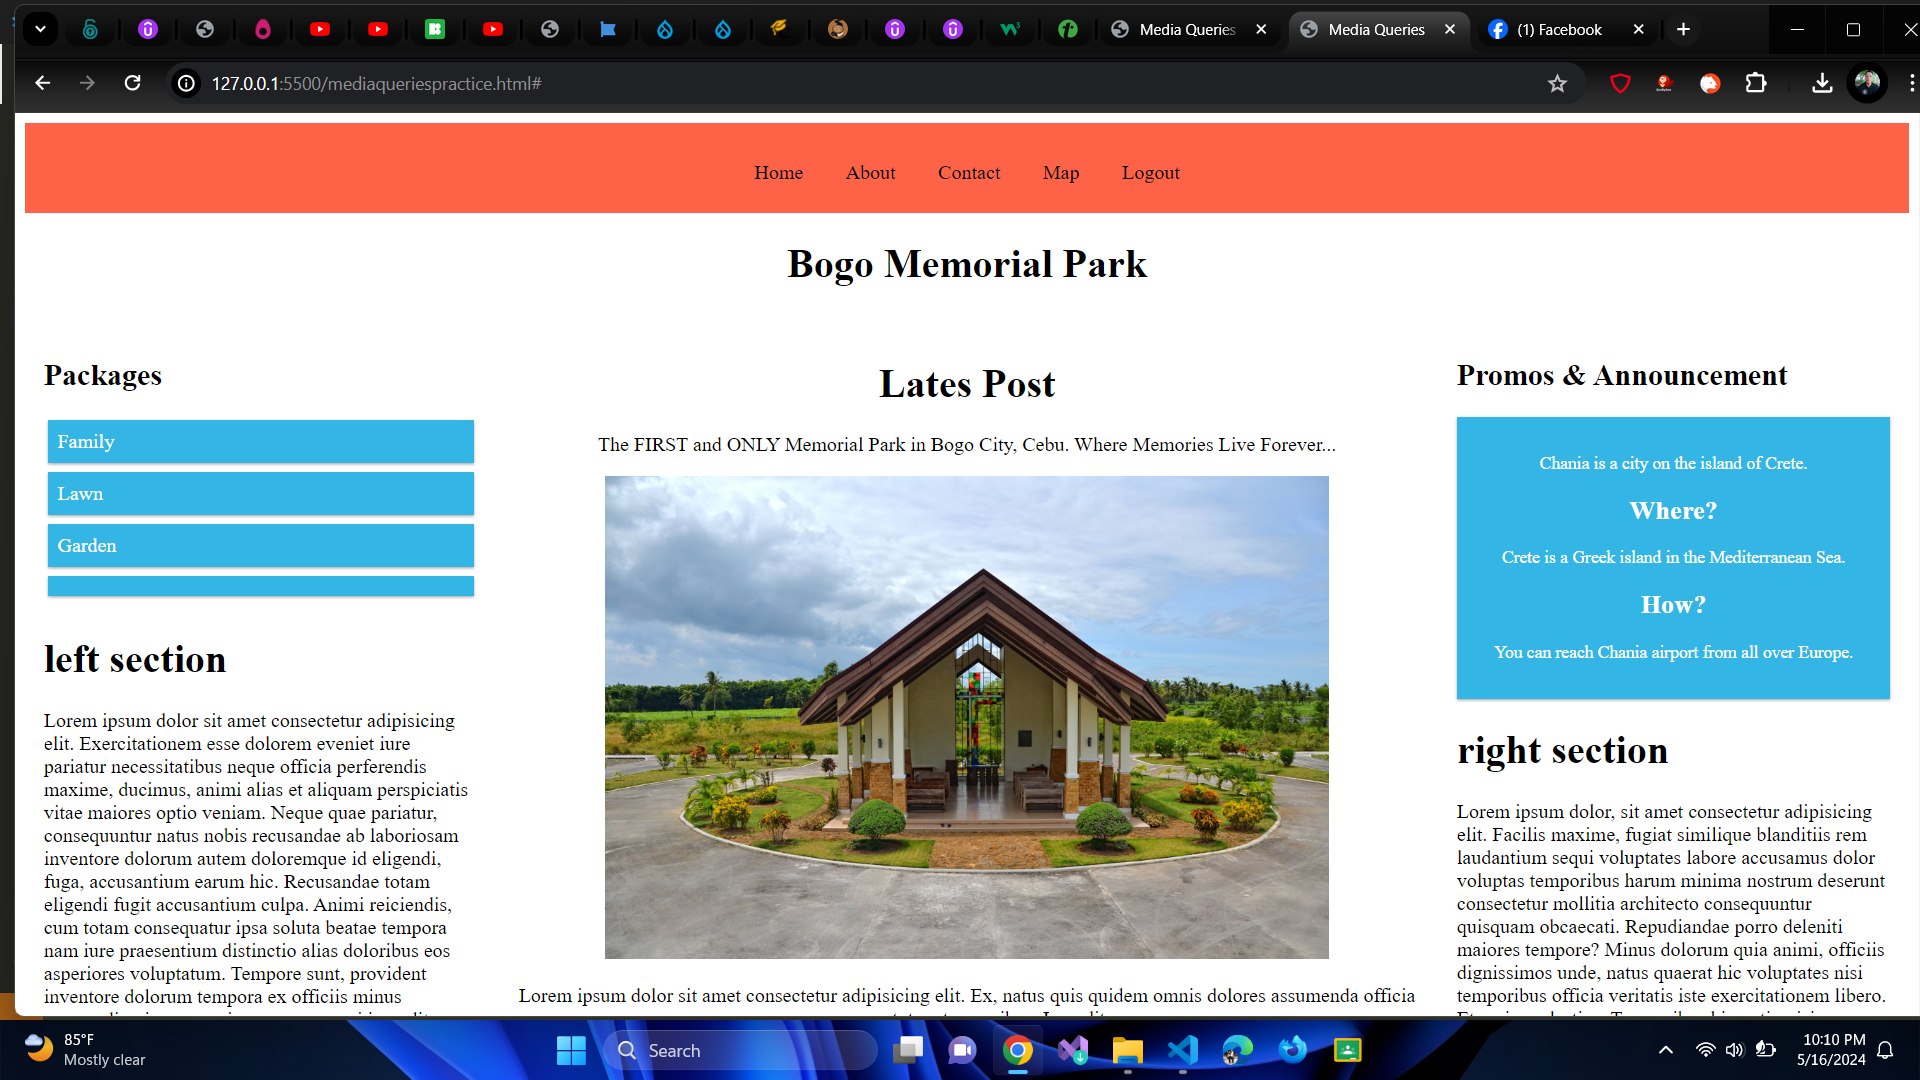 Media Queries
Media Queries
(1) Facebook
127.0.0.1:5500/mediaqueriespractice.html#
Home About Contact Map Logout
Bogo Memorial Park
Packages
Family
Lawn
Garden
left section
Lorem ipsum dolor sit amet consectetur adipisicing
elit. Exercitationem esse dolorem eveniet iure
pariatur necessitatibus neque officia perferendis
maxime, ducimus, animi alias et aliquam perspiciatis
vitae maiores optio veniam. Neque quae pariatur,
consequuntur natus nobis recusandae ab laboriosam
inventore dolorum autem doloremque id eligendi,
fuga, accusantium earum hic. Recusandae totam
eligendi fugit accusantium culpa. Animi reiciendis,
cum totam consequatur ipsa soluta beatae tempora
nam iure praesentium distinctio alias doloribus eos
asperiores voluptatum. Tempore sunt, provident
inventore dolorum tempora ex officiis minus
Lates Post
The FIRST and ONLY Memorial Park in Bogo City, Cebu. Where Memories Live Forever...
Lorem ipsum dolor sit amet consectetur adipisicing elit. Ex, natus quis quidem omnis dolores assumenda officia
Promos & Announcement
Chania is a city on the island of Crete.
Where?
Crete is a Greek island in the Mediterranean Sea.
How?
You can reach Chania airport from all over Europe.
right section
Lorem ipsum dolor, sit amet consectetur adipisicing
elit. Facilis maxime, fugiat similique blanditiis rem
laudantium sequi voluptates labore accusamus dolor
voluptas temporibus harum minima nostrum deserunt
consectetur mollitia architecto consequuntur
quisquam obcaecati. Repudiandae porro deleniti
maiores tempore? Minus dolorum quia animi, officiis
dignissimos unde, natus quaerat hic voluptates nisi
temporibus officia veritatis iste exercitationem libero.
85°F
Mostly clear
Search
10:10 PM
5/16/2024